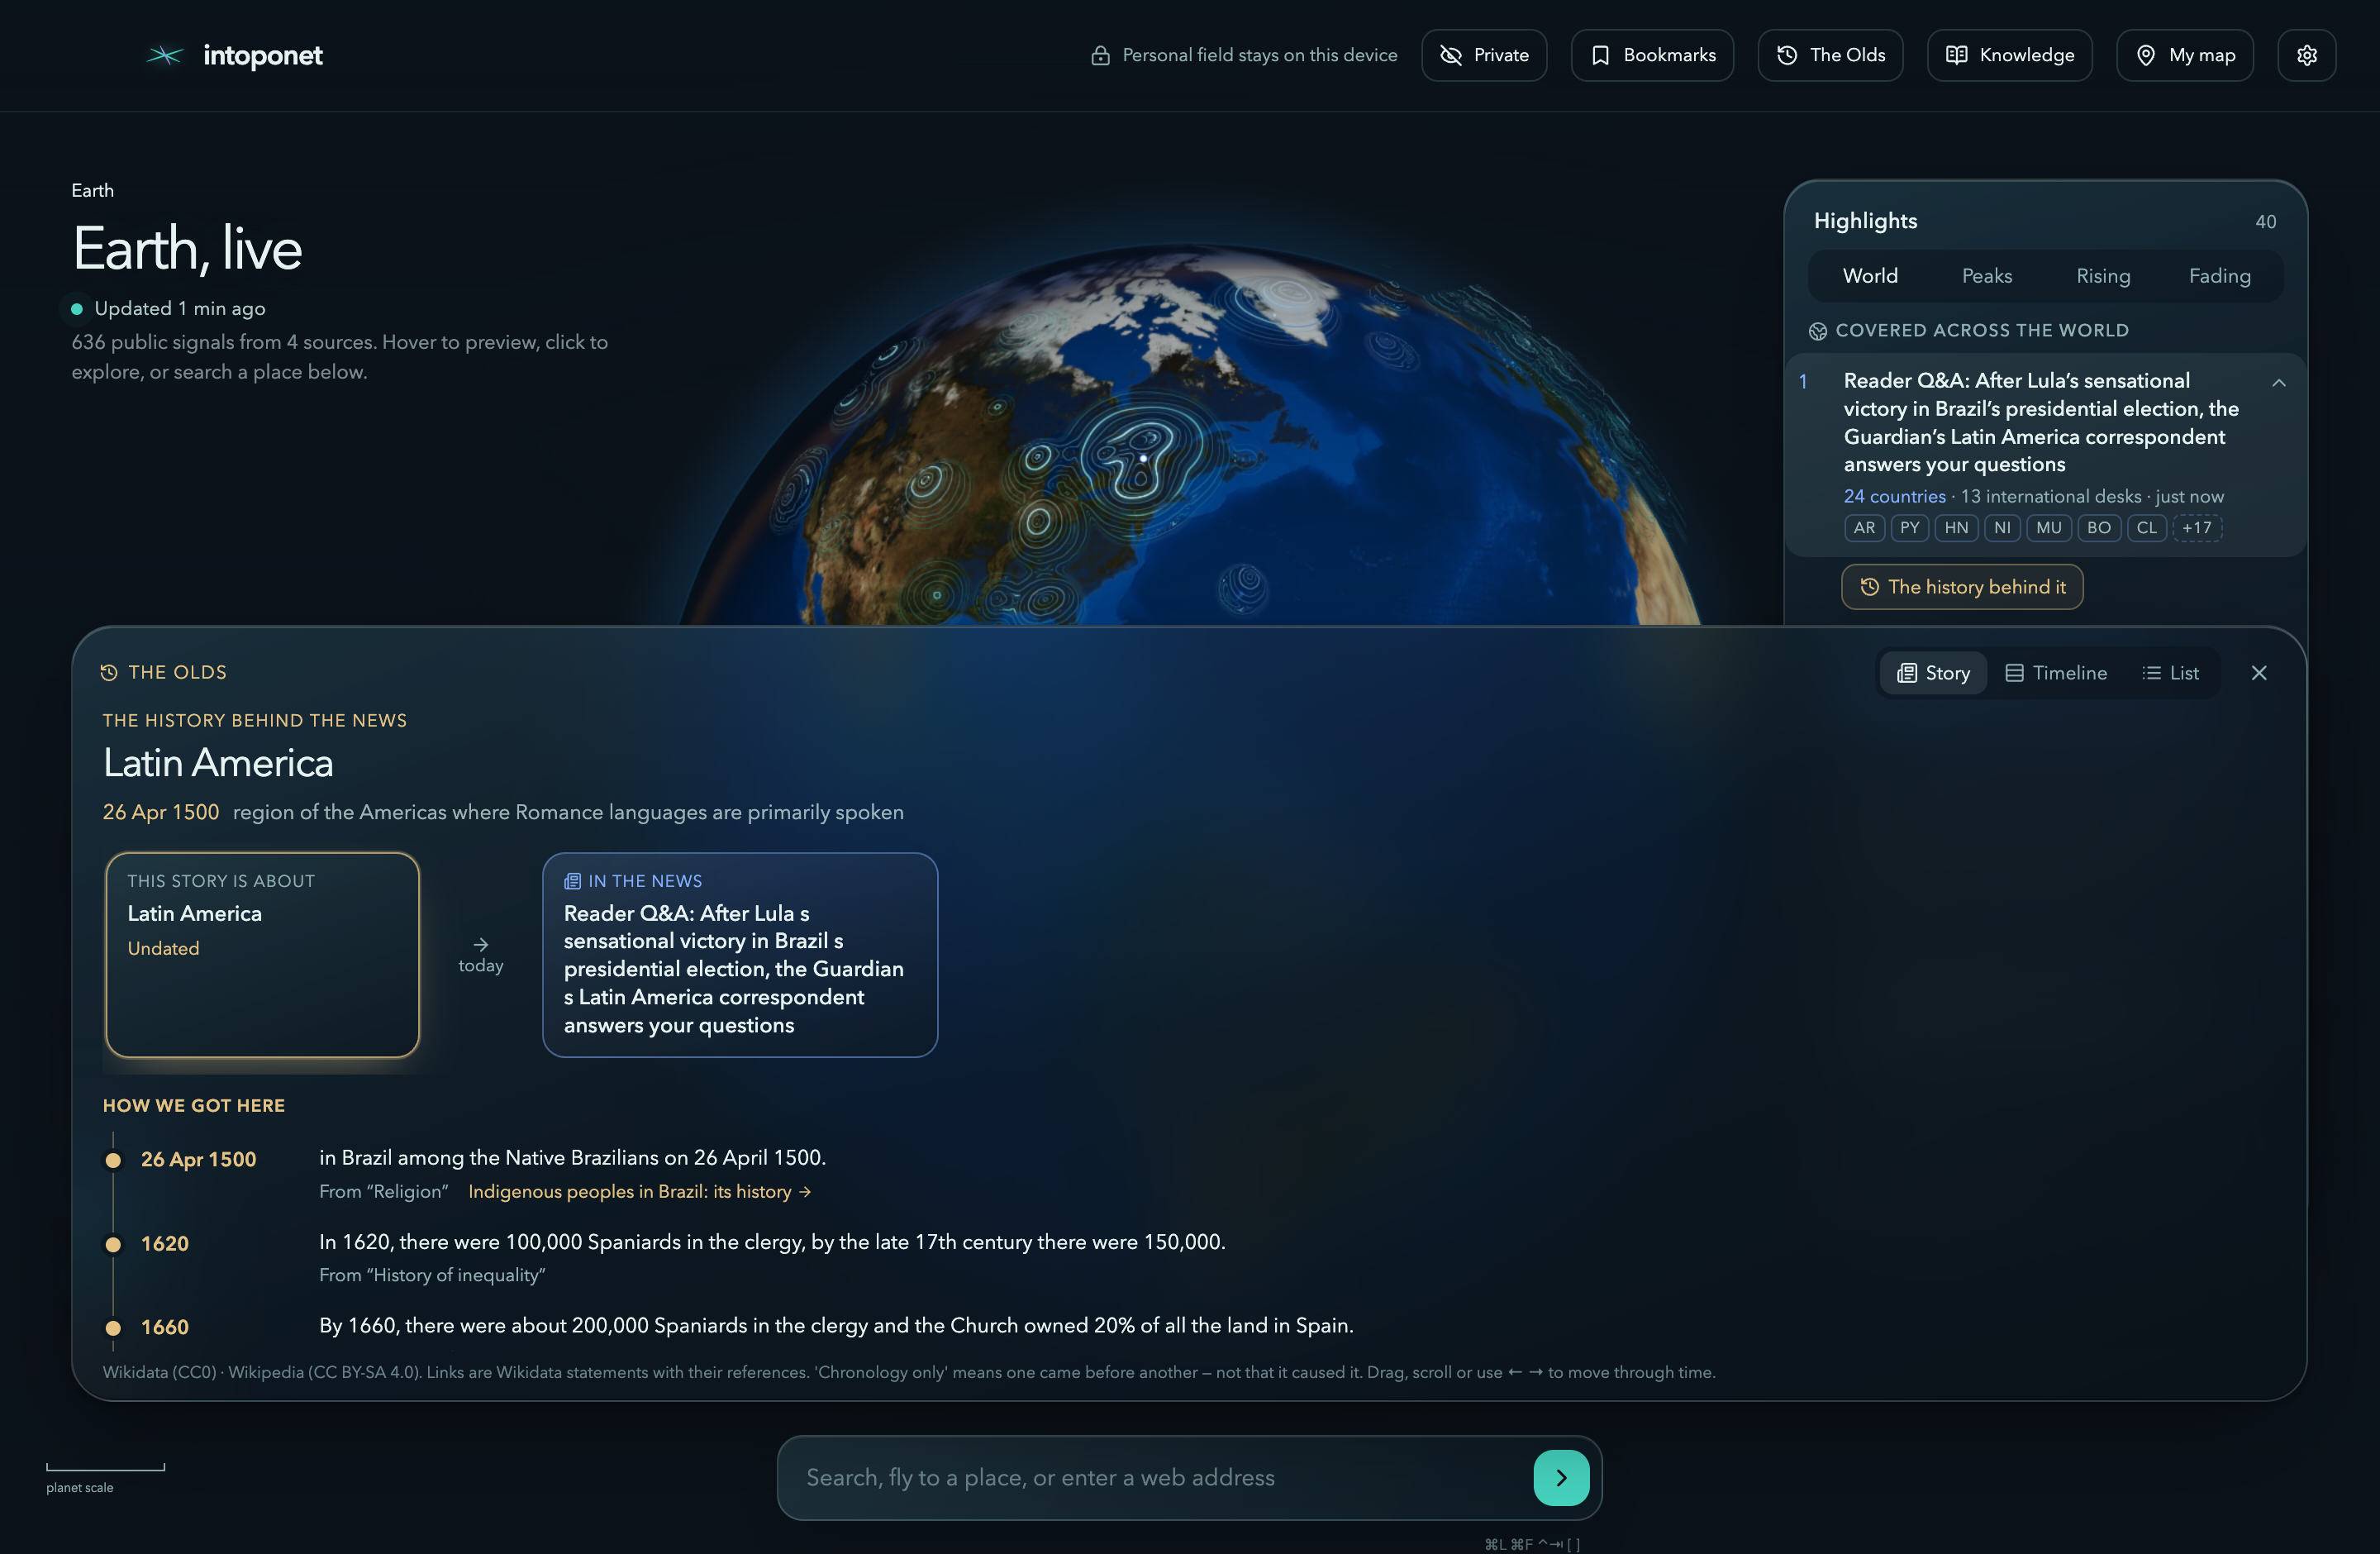 intoponet
Personal field stays on this device
Private
Bookmarks
The Olds
Knowledge
My map
Earth
Earth, live
Updated 1 min ago
636 public signals from 4 sources. Hover to preview, click to
explore, or search a place below.
Highlights
40
World
Peaks
Rising
Fading
COVERED ACROSS THE WORLD
1
Reader Q&A: After Lula’s sensational
victory in Brazil’s presidential election, the
Guardian’s Latin America correspondent
answers your questions
24 countries · 13 international desks · just now
AR PY HN NI MU BO CL +17
The history behind it
THE OLDS
Story
Timeline
List
THE HISTORY BEHIND THE NEWS
Latin America
26 Apr 1500 region of the Americas where Romance languages are primarily spoken
THIS STORY IS ABOUT
Latin America
Undated
→
today
IN THE NEWS
Reader Q&A: After Lula s
sensational victory in Brazil s
presidential election, the Guardian
s Latin America correspondent
answers your questions
HOW WE GOT HERE
26 Apr 1500
in Brazil among the Native Brazilians on 26 April 1500.
From “Religion” Indigenous peoples in Brazil: its history →
1620
In 1620, there were 100,000 Spaniards in the clergy, by the late 17th century there were 150,000.
From “History of inequality”
1660
By 1660, there were about 200,000 Spaniards in the clergy and the Church owned 20% of all the land in Spain.
Wikidata (CC0) · Wikipedia (CC BY-SA 4.0). Links are Wikidata statements with their references. 'Chronology only' means one came before another — not that it caused it. Drag, scroll or use ← → to move through time.
Search, fly to a place, or enter a web address
planet scale
⌘L ⌘F ⌃⇥ [ ]